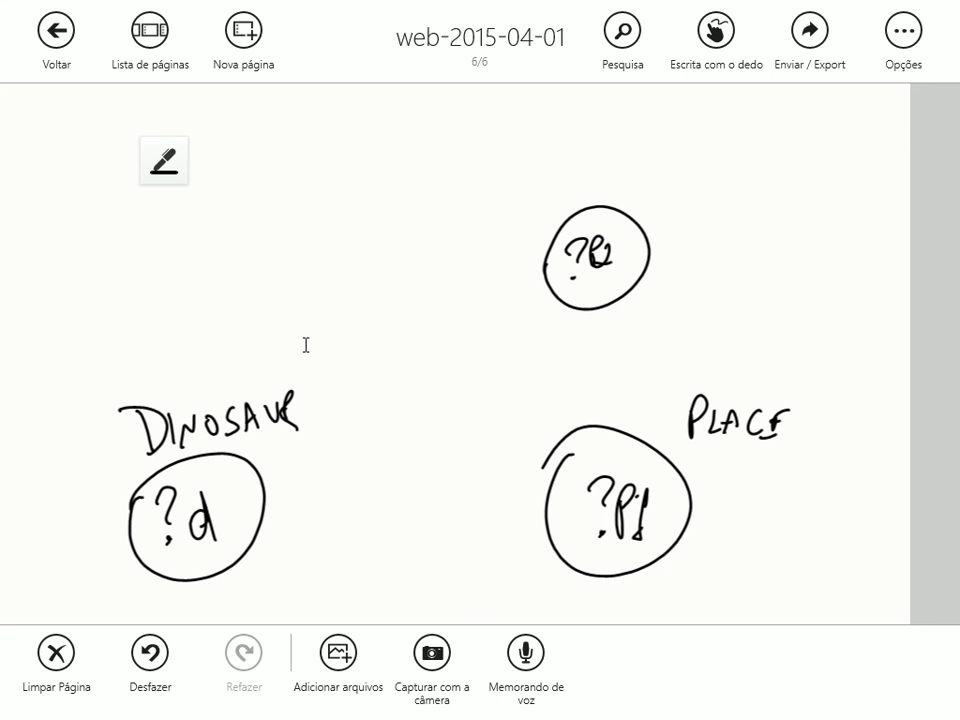 web-2015-04-01
6/6
Voltar
Lista de páginas
Nova página
Pesquisa
Escrita com o dedo
Enviar / Export
Opções
DINOSAUR
PLACE
?d
Limpar Página
Desfazer
Refazer
Adicionar arquivos
Capturar com a
câmera
Memorando de
voz